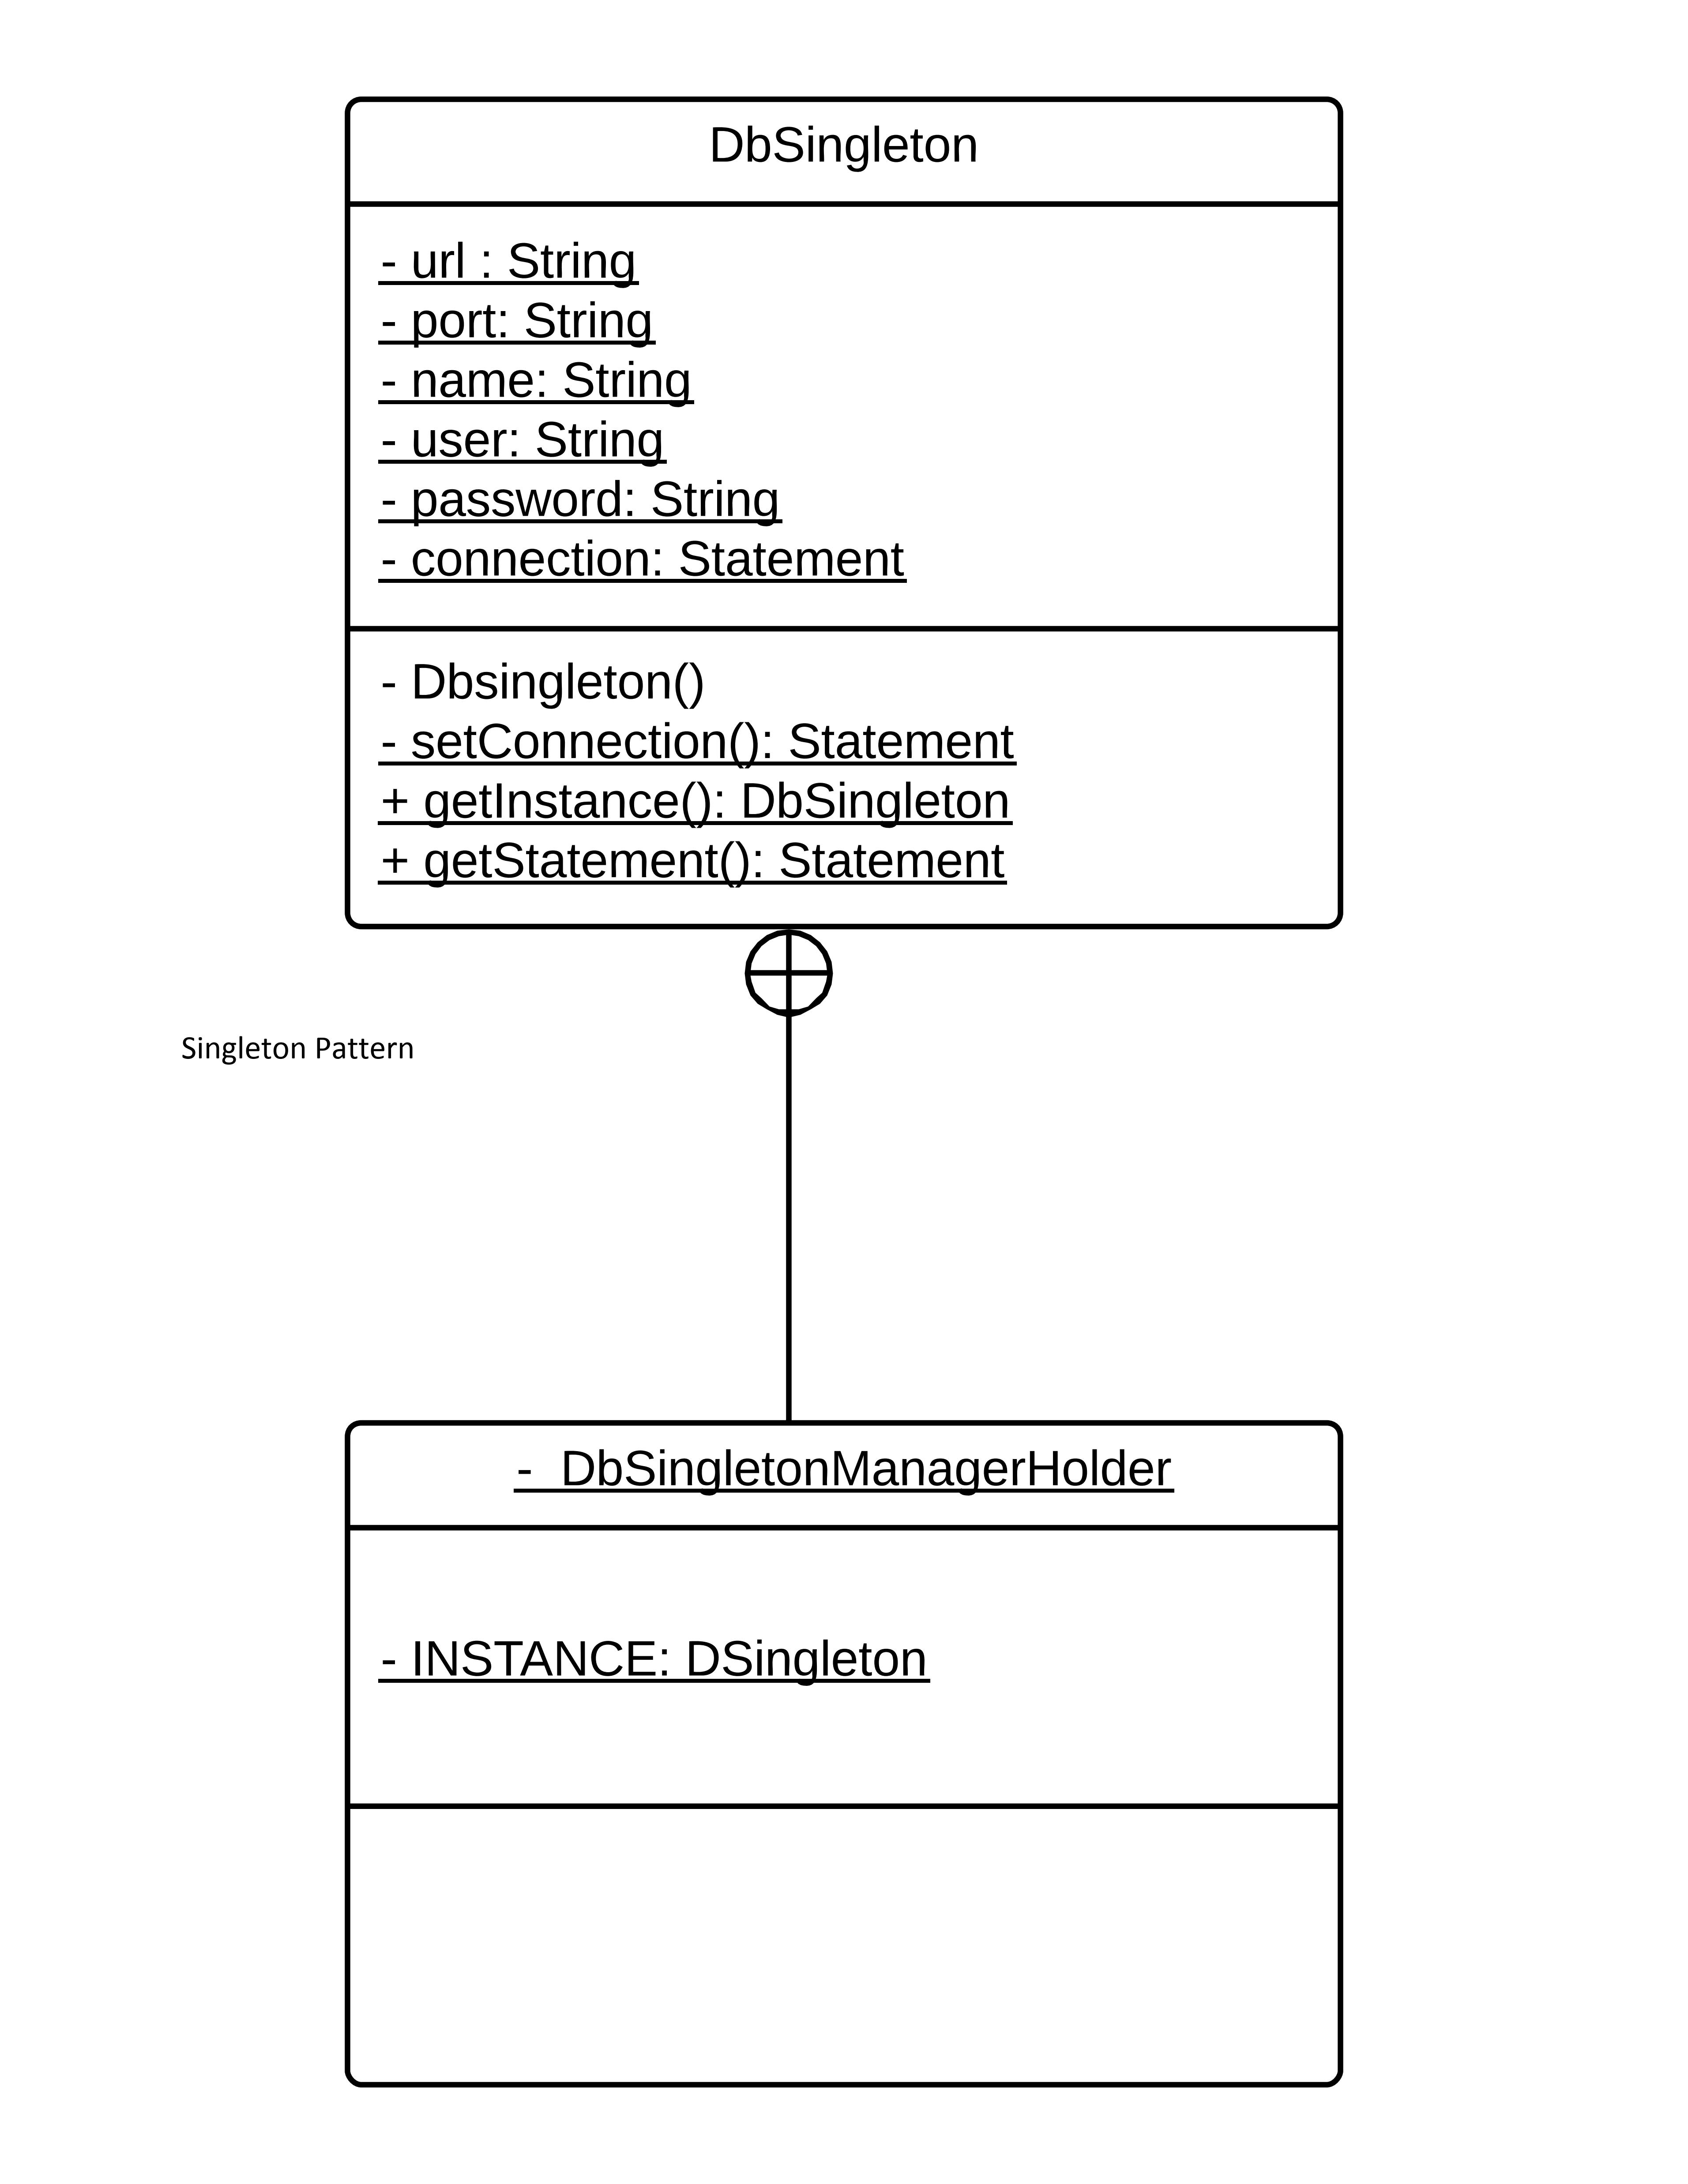 DbSingleton
- url : String
- port: String
- name: String
- user: String
- password: String
- connection: Statement
- Dbsingleton()
- setConnection(): Statement
+ getInstance(): DbSingleton
+ getStatement(): Statement
Singleton Pattern
-  DbSingletonManagerHolder
- INSTANCE: DSingleton